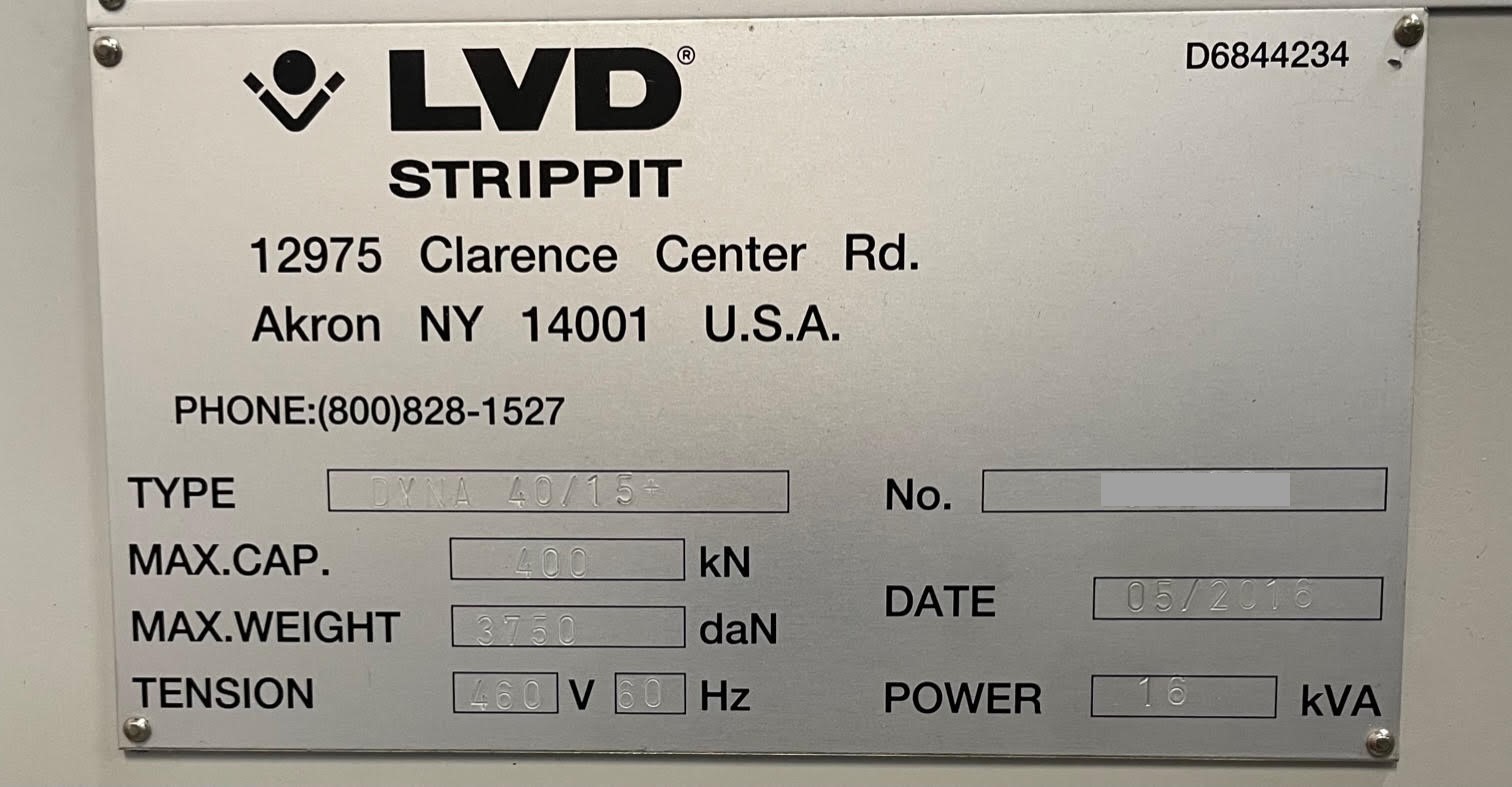 LVD®
D6844234
STRIPPIT
12975 Clarence Center Rd.
Akron NY 14001 U.S.A.
PHONE:(800)828-1527
TYPE DYNA 40/15+
No.
MAX.CAP. 400 kN
DATE 05/2016
MAX.WEIGHT 3750 daN
TENSION 460 V 60 Hz
POWER 16 kVA